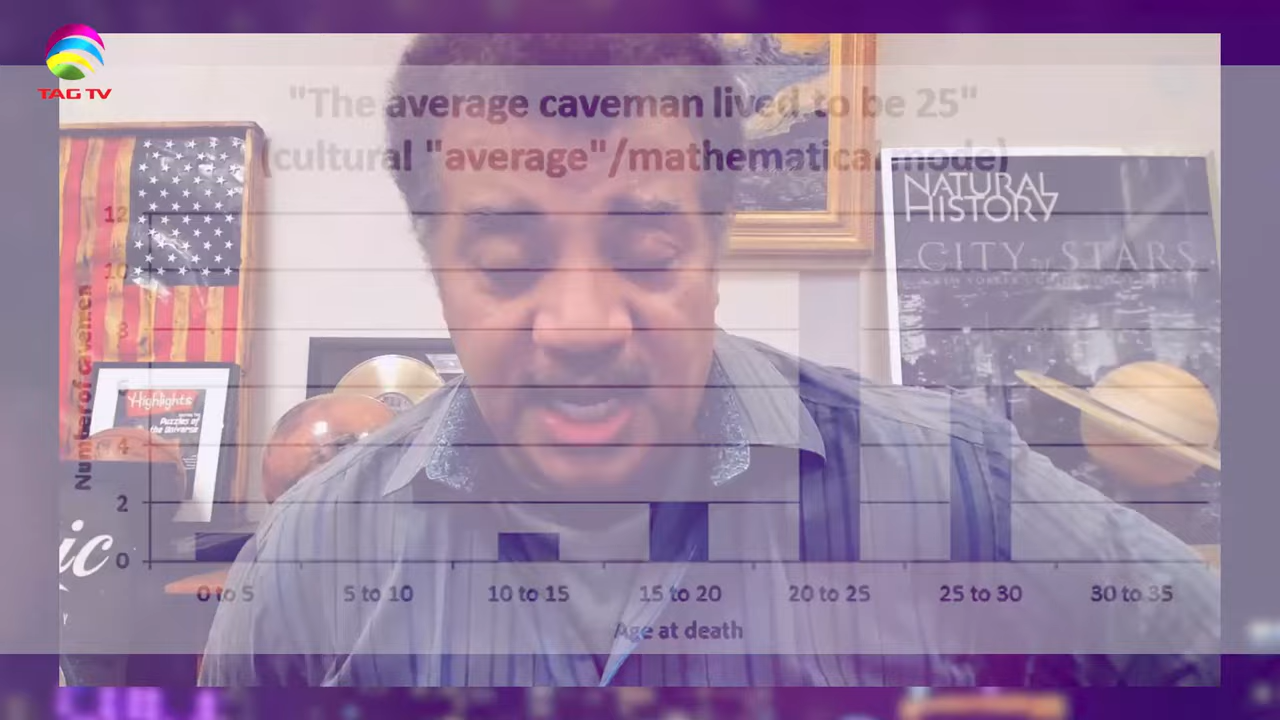 TAG TV
"The average caveman lived to be 25"
(cultural "average"/mathematical mode)
NATURAL
HISTORY
CITY OF STARS
12
10
8
6
4
2
0
Number of cavemen
Highlights
Puzzles of
the Universe
ic
0 to 5
5 to 10
10 to 15
15 to 20
20 to 25
25 to 30
30 to 35
Age at death